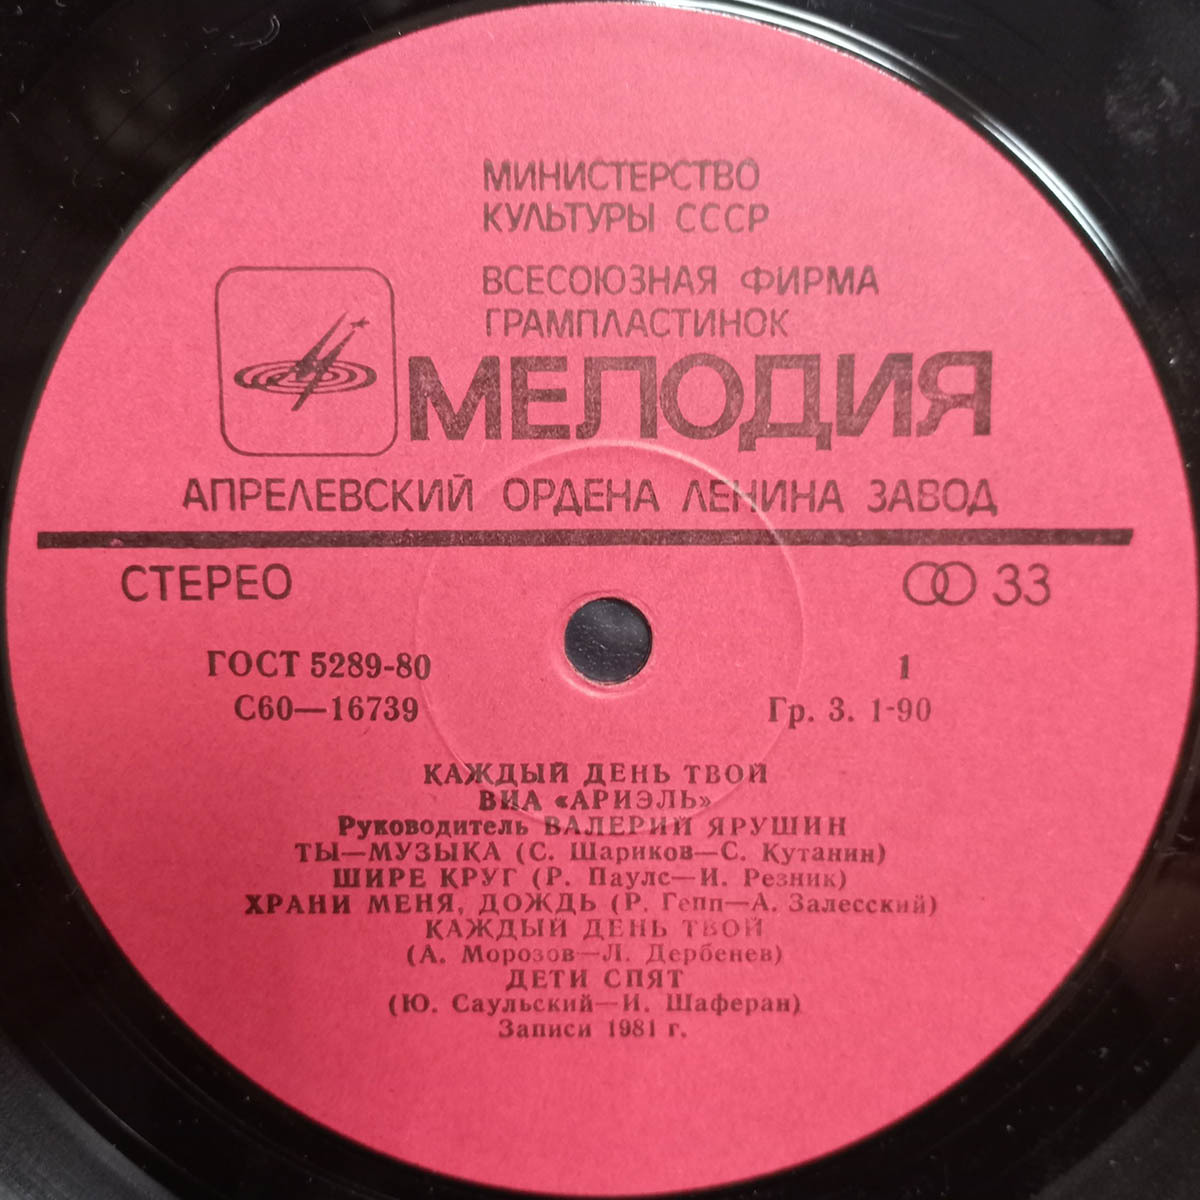 МИНИСТЕРСТВО
КУЛЬТУРЫ СССР
ВСЕСОЮЗНАЯ ФИРМА
ГРАМПЛАСТИНОК
МЕЛОДИЯ
АПРЕЛЕВСКИЙ ОРДЕНА ЛЕНИНА ЗАВОД
СТЕРЕО 33
ГОСТ 5289-80 1
С60—16739 Гр. 3. 1-90
КАЖДЫЙ ДЕНЬ ТВОЙ
ВИА «АРИЭЛЬ»
Руководитель ВАЛЕРИЙ ЯРУШИН
ТЫ—МУЗЫКА (С. Шариков—С. Кутанин)
ШИРЕ КРУГ (Р. Паулс—И. Резник)
ХРАНИ МЕНЯ, ДОЖДЬ (Р. Гепп—А. Залесский)
КАЖДЫЙ ДЕНЬ ТВОЙ
(А. Морозов—Л. Дербенев)
ДЕТИ СПЯТ
(Ю. Саульский—И. Шаферан)
Записи 1981 г.